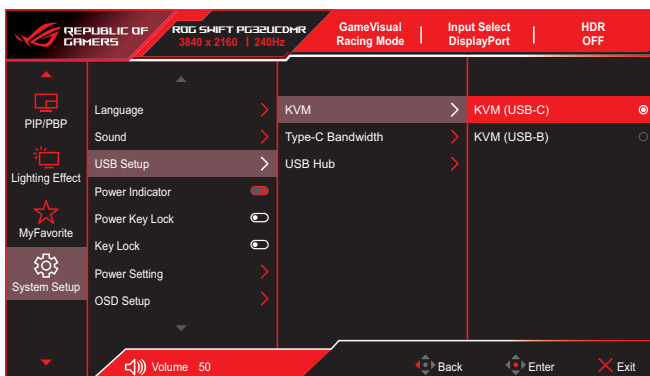 REPUBLIC OF
GAMERS
ROG SWIFT PG32UCDMR
3840 x 2160 | 240Hz
GameVisual
Racing Mode
Input Select
DisplayPort
HDR
OFF
PIP/PBP
Lighting Effect
MyFavorite
System Setup
Language
Sound
USB Setup
Power Indicator
Power Key Lock
Key Lock
Power Setting
OSD Setup
KVM
Type-C Bandwidth
USB Hub
KVM (USB-C)
KVM (USB-B)
Volume 50
Back
Enter
Exit